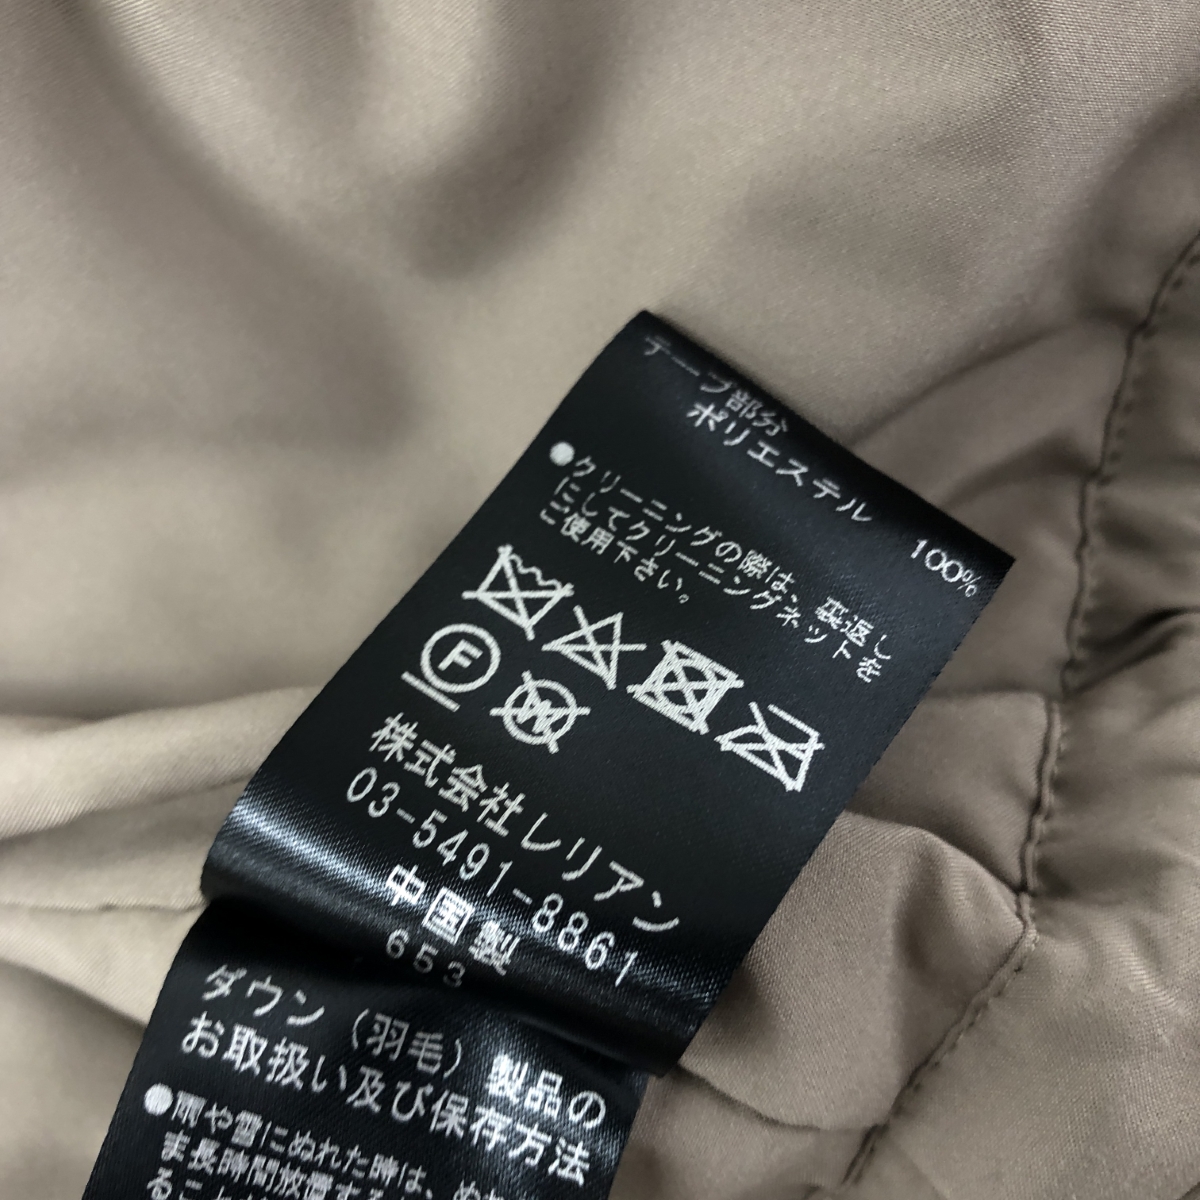 テープ部分
ポリエステル 100%
●クリーニングの際は、裏返し
にしてクリーニングネットを
ご使用下さい。
F
W
株式会社レリアン
03-5491-8861
中国製
653
ダウン(羽毛)製品の
お取扱い及び保存方法
●雨や雪にぬれた時は、
ま長時間放置する
ること